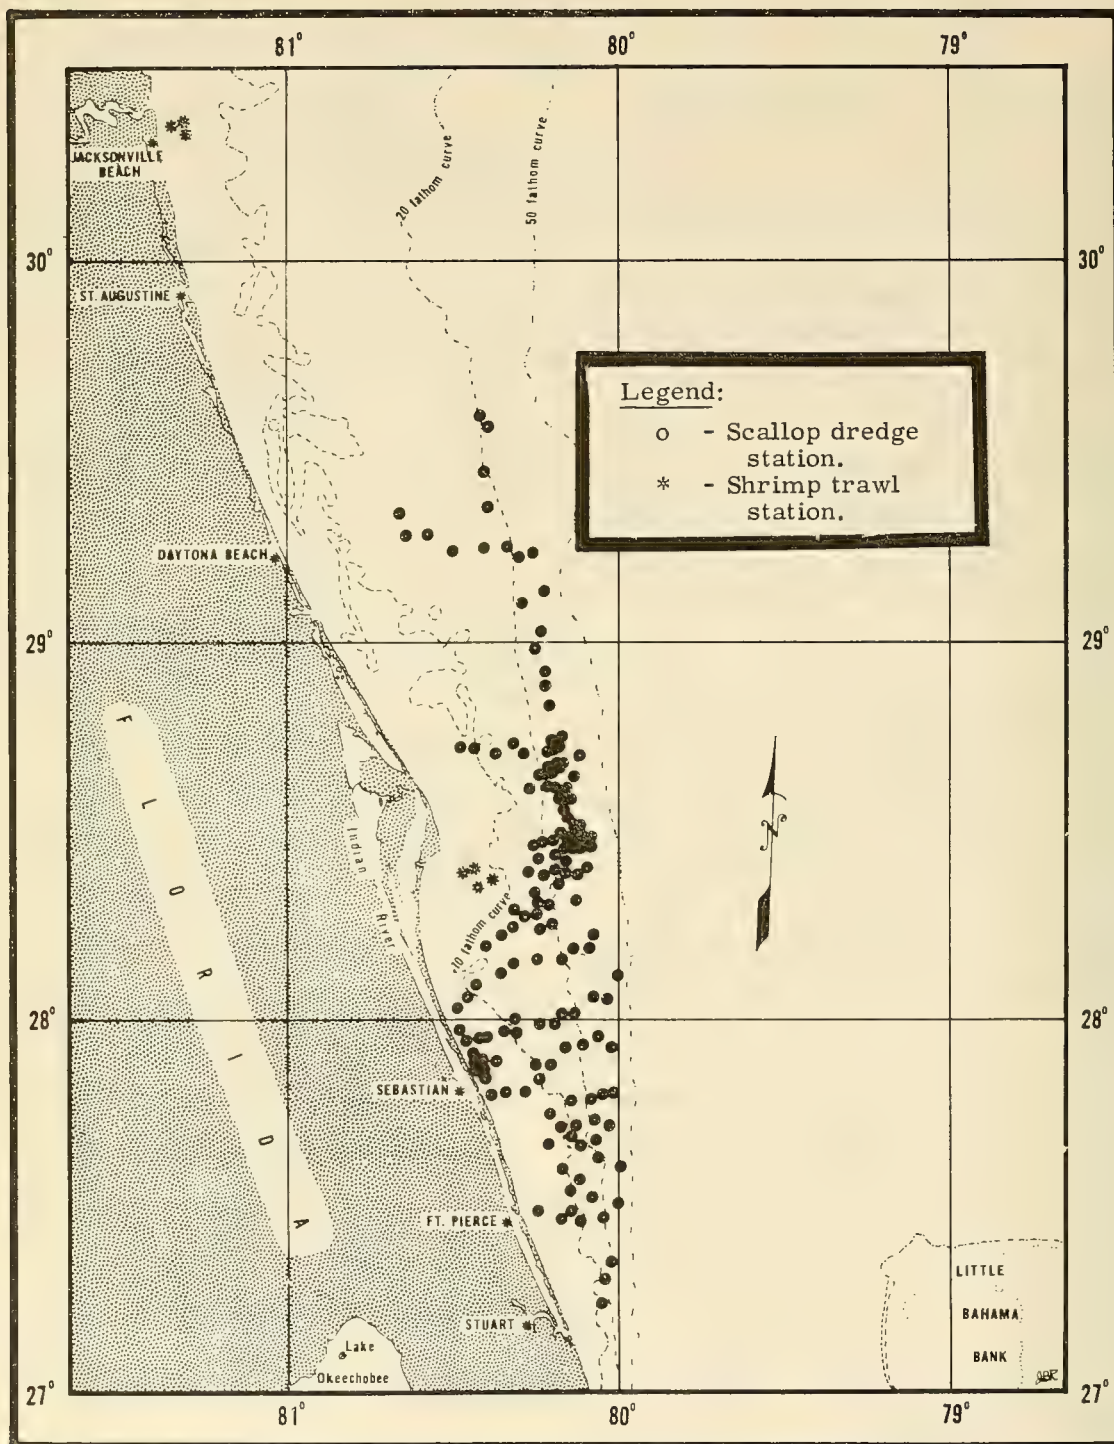 81°
80°
79°
JACKSONVILLE
BEACH
20 fathom curve
50 fathom curve
30°
30°
ST. AUGUSTINE
Legend:
o - Scallop dredge
station.
* - Shrimp trawl
station.
DAYTONA BEACH
29°
29°
FLORIDA
Indian River
N
10 fathom curve
28°
28°
SEBASTIAN
FT. PIERCE
STUART
Lake
Okeechobee
LITTLE
BAHAMA
BANK
27°
27°
81°
80°
79°